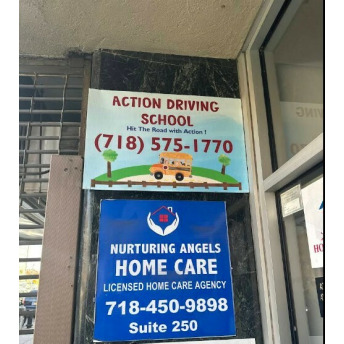 ACTION DRIVING
SCHOOL
Hit The Road with Action !
(718) 575-1770
NURTURING ANGELS
HOME CARE
LICENSED HOME CARE AGENCY
718-450-9898
Suite 250